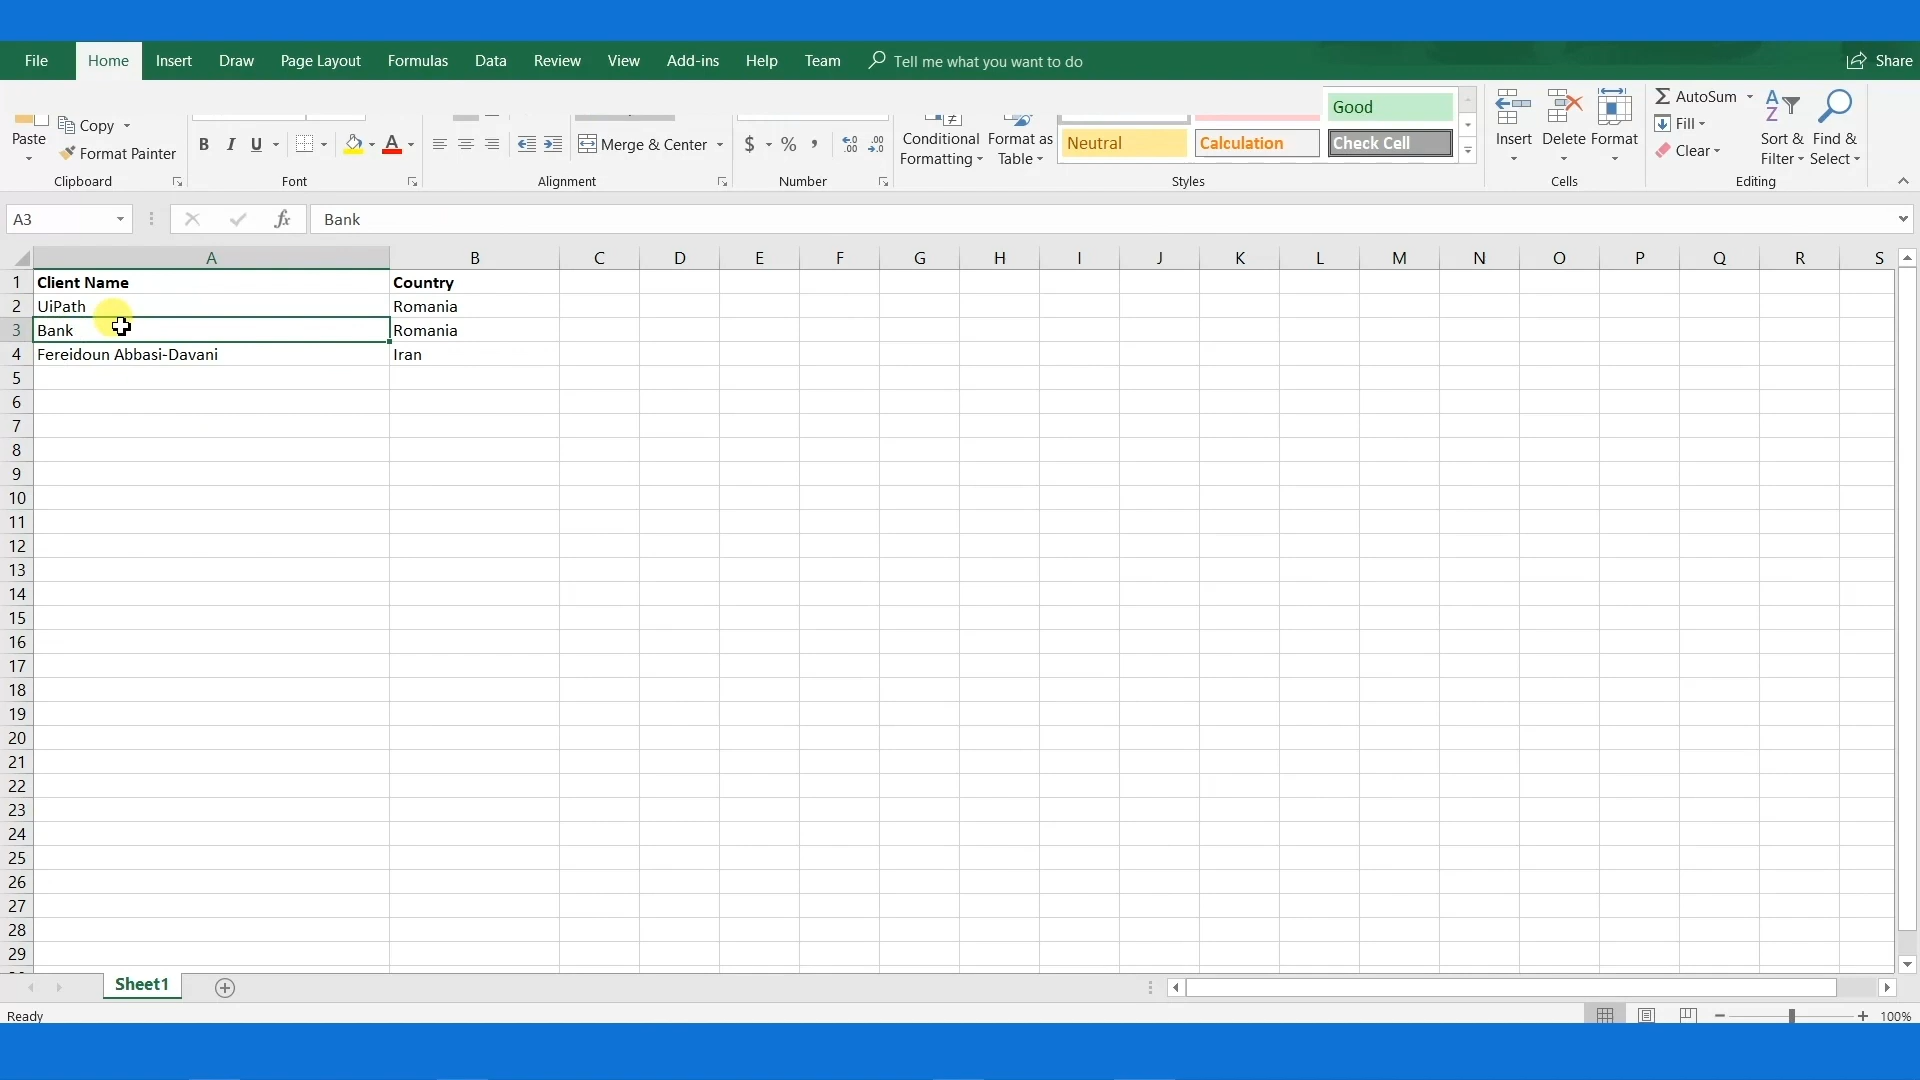 File Home Insert Draw Page Layout Formulas Data Review View Add-ins Help Team Tell me what you want to do Share
Paste Copy Format Painter Clipboard
B I U A Font
Merge & Center Alignment
$ % , .00 Number
Conditional Formatting Format as Table
Good
Neutral Calculation Check Cell
Styles
Insert Delete Format Cells
AutoSum Fill Clear Sort & Filter Find & Select Editing
A3 fx Bank
A B C D E F G H I J K L M N O P Q R S
1 Client Name Country
2 UiPath Romania
3 Bank Romania
4 Fereidoun Abbasi-Davani Iran
5
6
7
8
9
10
11
12
13
14
15
16
17
18
19
20
21
22
23
24
25
26
27
28
29
Sheet1
Ready 100%